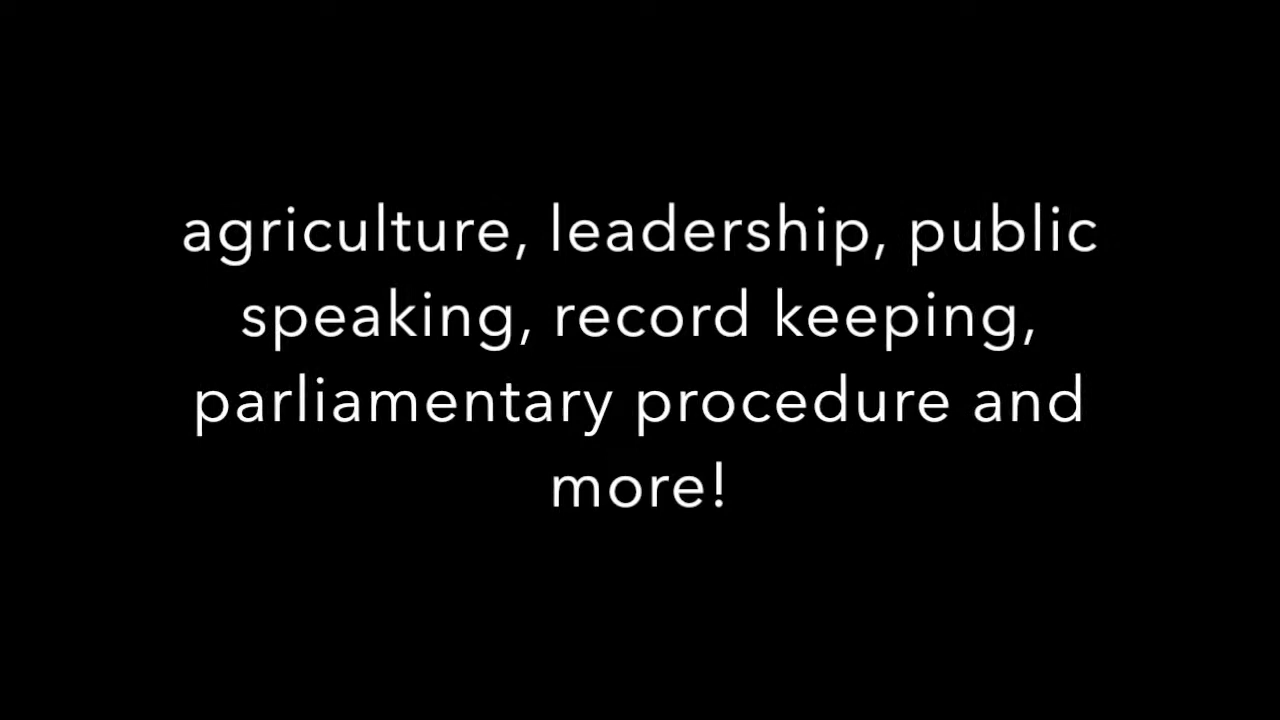 agriculture, leadership, public
speaking, record keeping,
parliamentary procedure and
more!